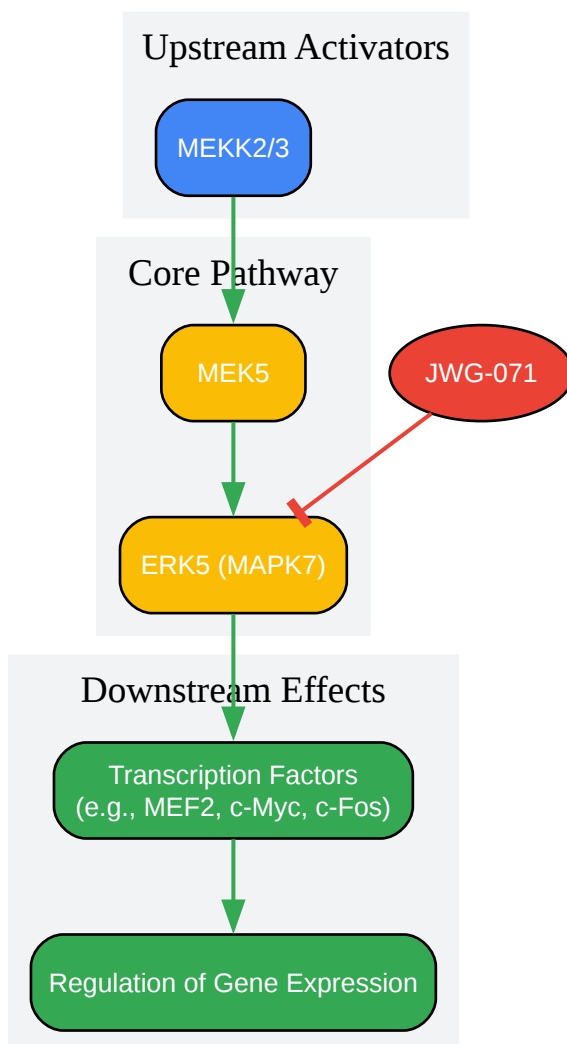 Upstream Activators
MEKK2/3
Core Pathway
MEK5
JWG-071
ERK5 (MAPK7)
Downstream Effects
Transcription Factors
(e.g., MEF2, c-Myc, c-Fos)
Regulation of Gene Expression